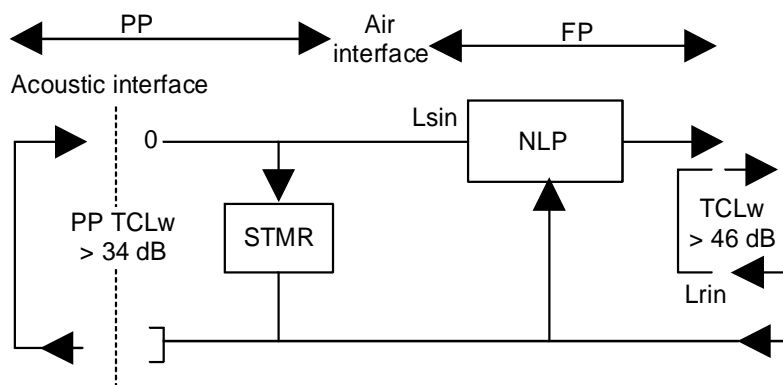 PP
Air
interface
FP
Acoustic interface
0
Lsin
NLP
PP TCLw
> 34 dB
STMR
TCLw
> 46 dB
Lrin